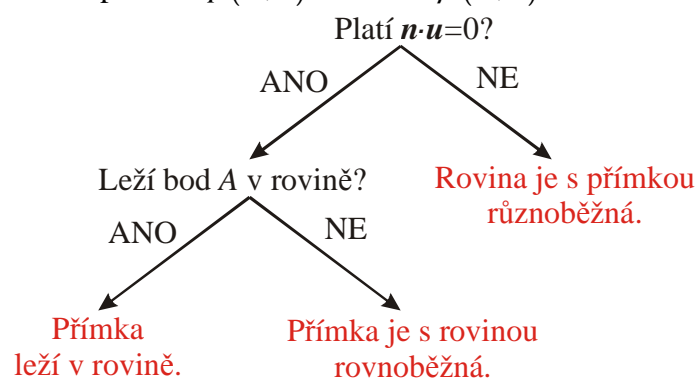 Platí n·u=0?
ANO
NE
Leží bod A v rovině?
Rovina je s přímkou
různoběžná.
ANO
NE
Přímka
leží v rovině.
Přímka je s rovinou
rovnoběžná.